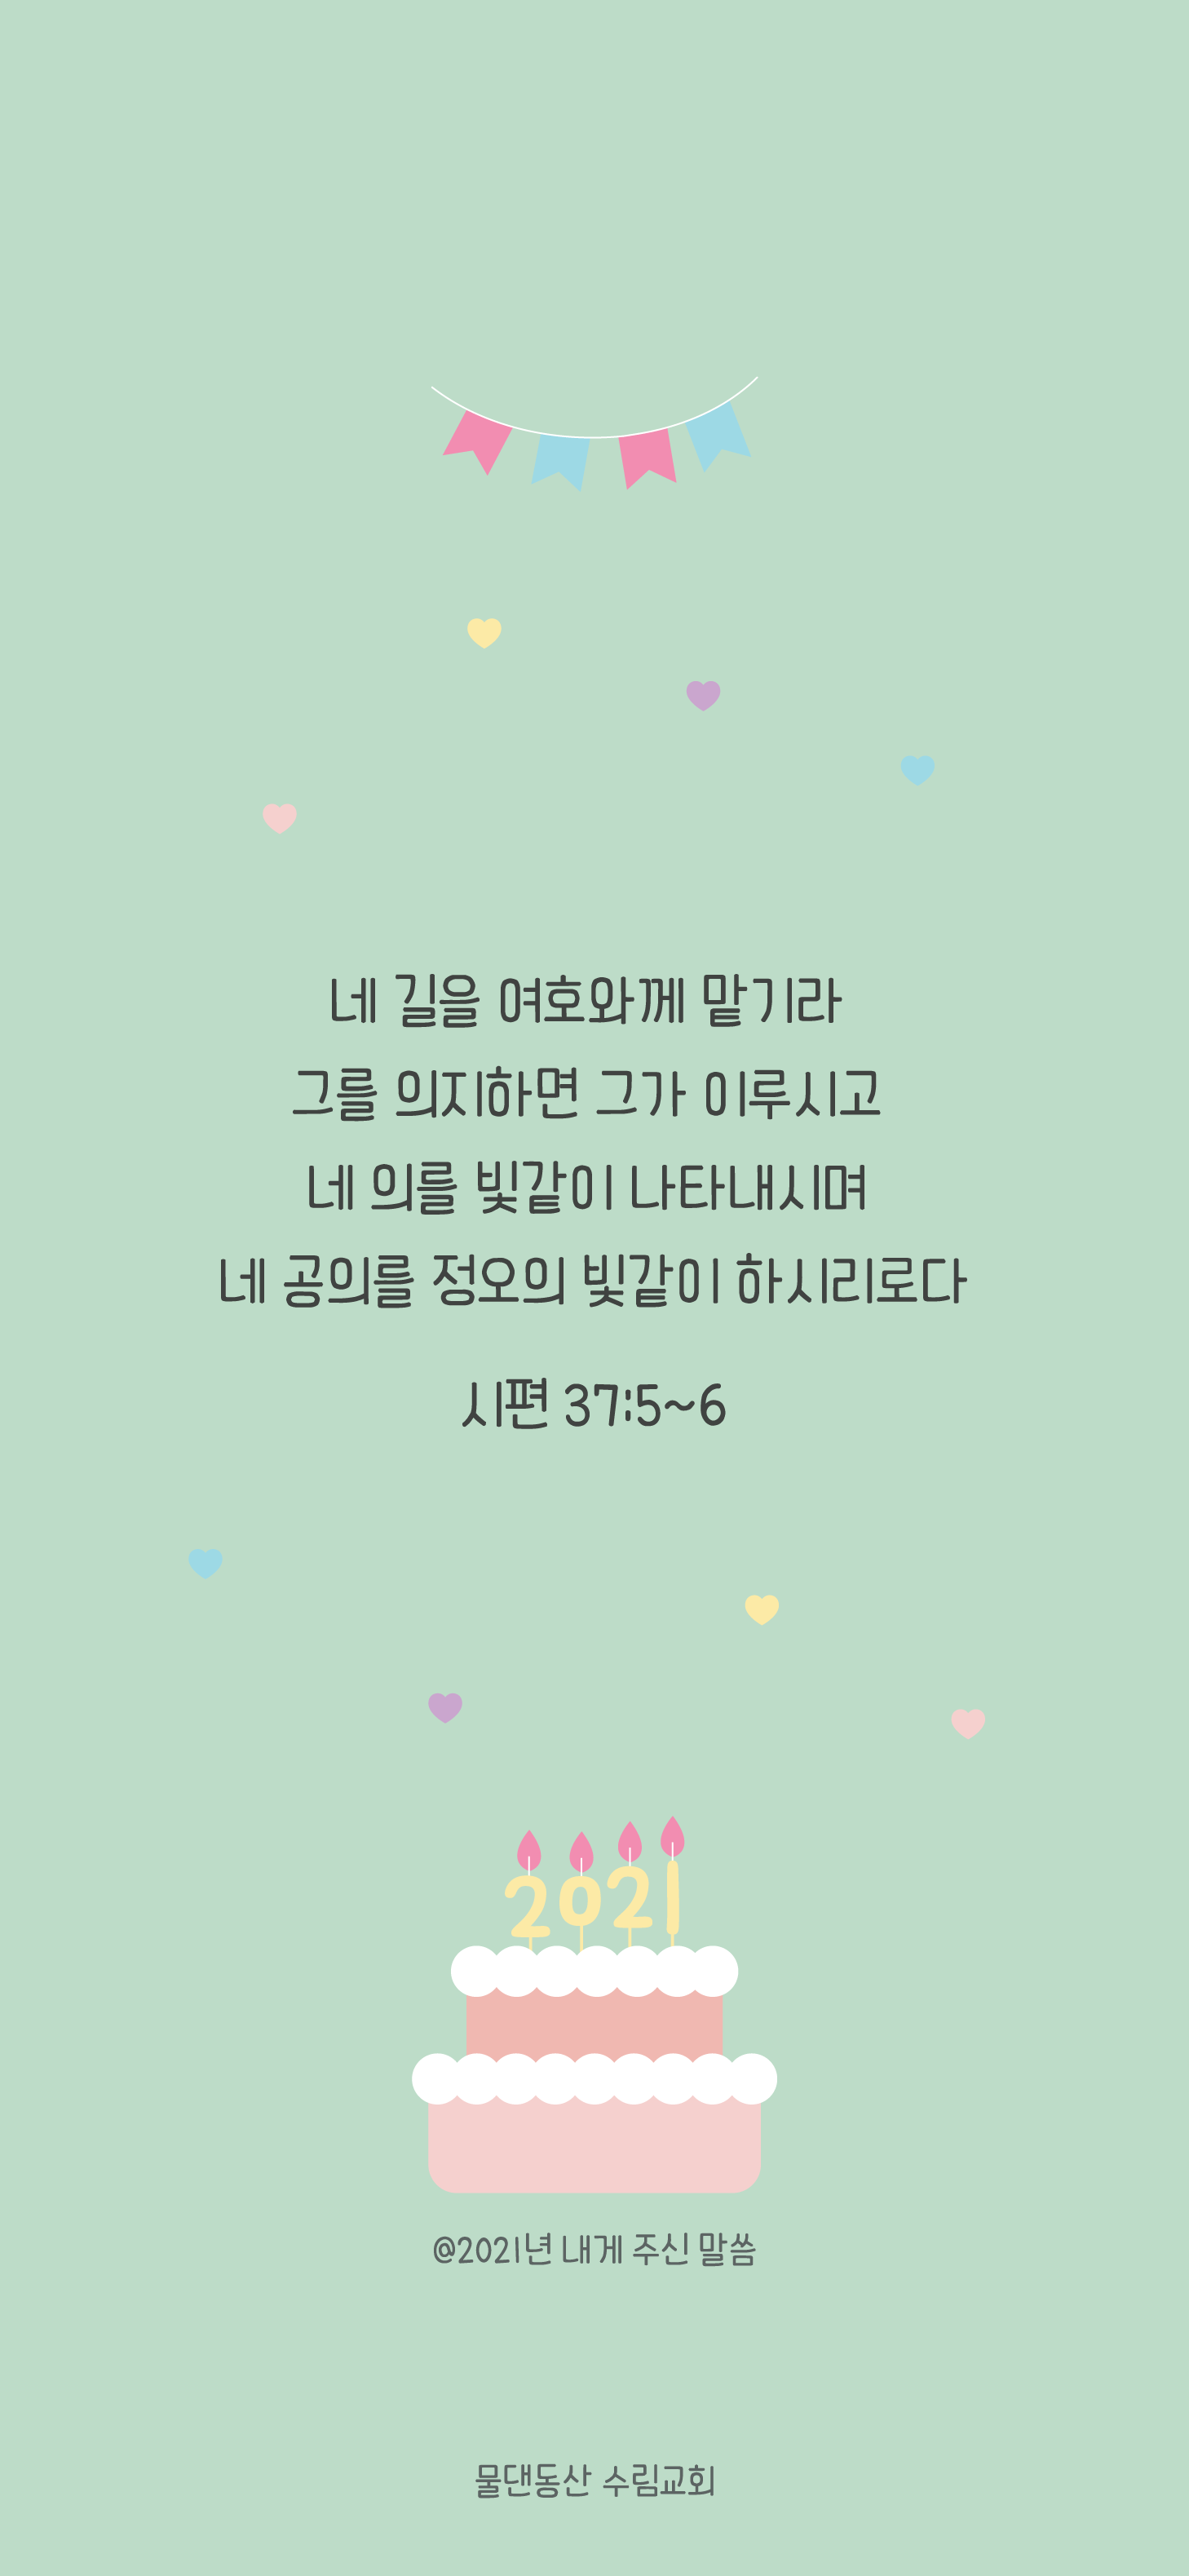 네 길을 여호와께 맡기라
그를 의지하면 그가 이루시고
네 의를 빛같이 나타내시며
네 공의를 정오의 빛같이 하시리로다
시편 37:5~6
2021
@2021년 내게 주신 말씀
물댄동산 수림교회